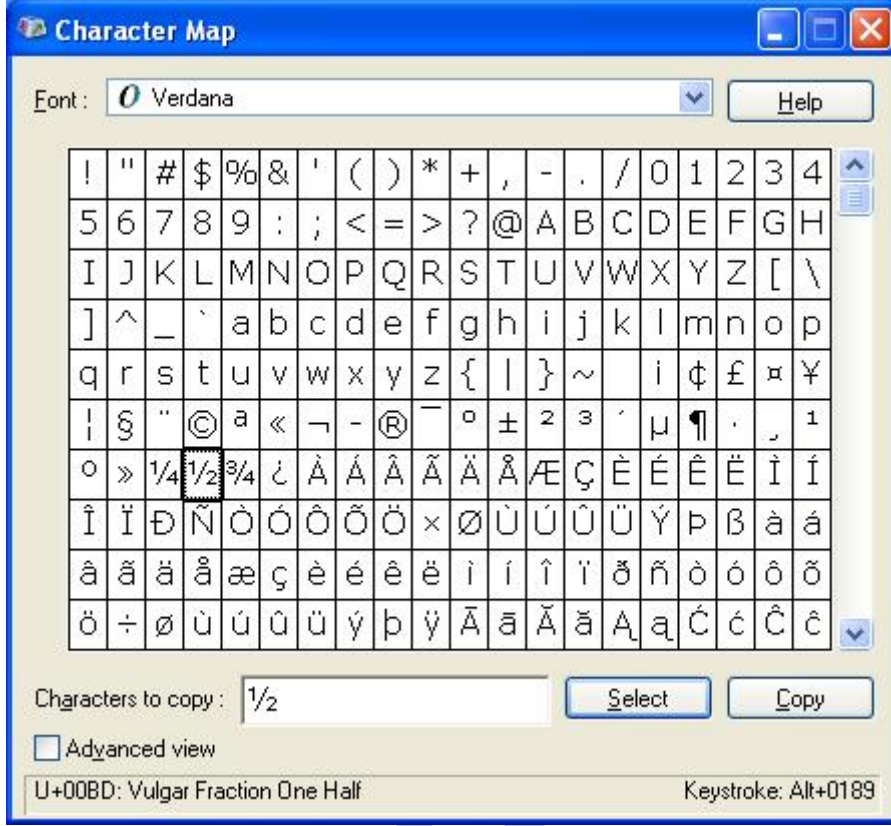 Character Map
Font : O Verdana Help
! " # $ % & ' ( ) * + , - . / 0 1 2 3 4
5 6 7 8 9 : ; < = > ? @ A B C D E F G H
I J K L M N O P Q R S T U V W X Y Z [ \
] ^ _ ` a b c d e f g h i j k l m n o p
q r s t u v w x y z { | } ~ ¡ ¢ £ ¤ ¥
¦ § ¨ © ª « ¬ - ® ¯ ° ± ² ³ ´ µ ¶ · ¸ ¹
º » ¼ ½ ¾ ¿ À Á Â Ã Ä Å Æ Ç È É Ê Ë Ì Í
Î Ï Ð Ñ Ò Ó Ô Õ Ö × Ø Ù Ú Û Ü Ý Þ ß à á
â ã ä å æ ç è é ê ë ì í î ï ð ñ ò ó ô õ
ö ÷ ø ù ú û ü ý þ ÿ Ā ā Ă ă Ą ą Ć ć Ĉ ĉ
Characters to copy : ½ Select Copy
Advanced view
U+00BD: Vulgar Fraction One Half Keystroke: Alt+0189